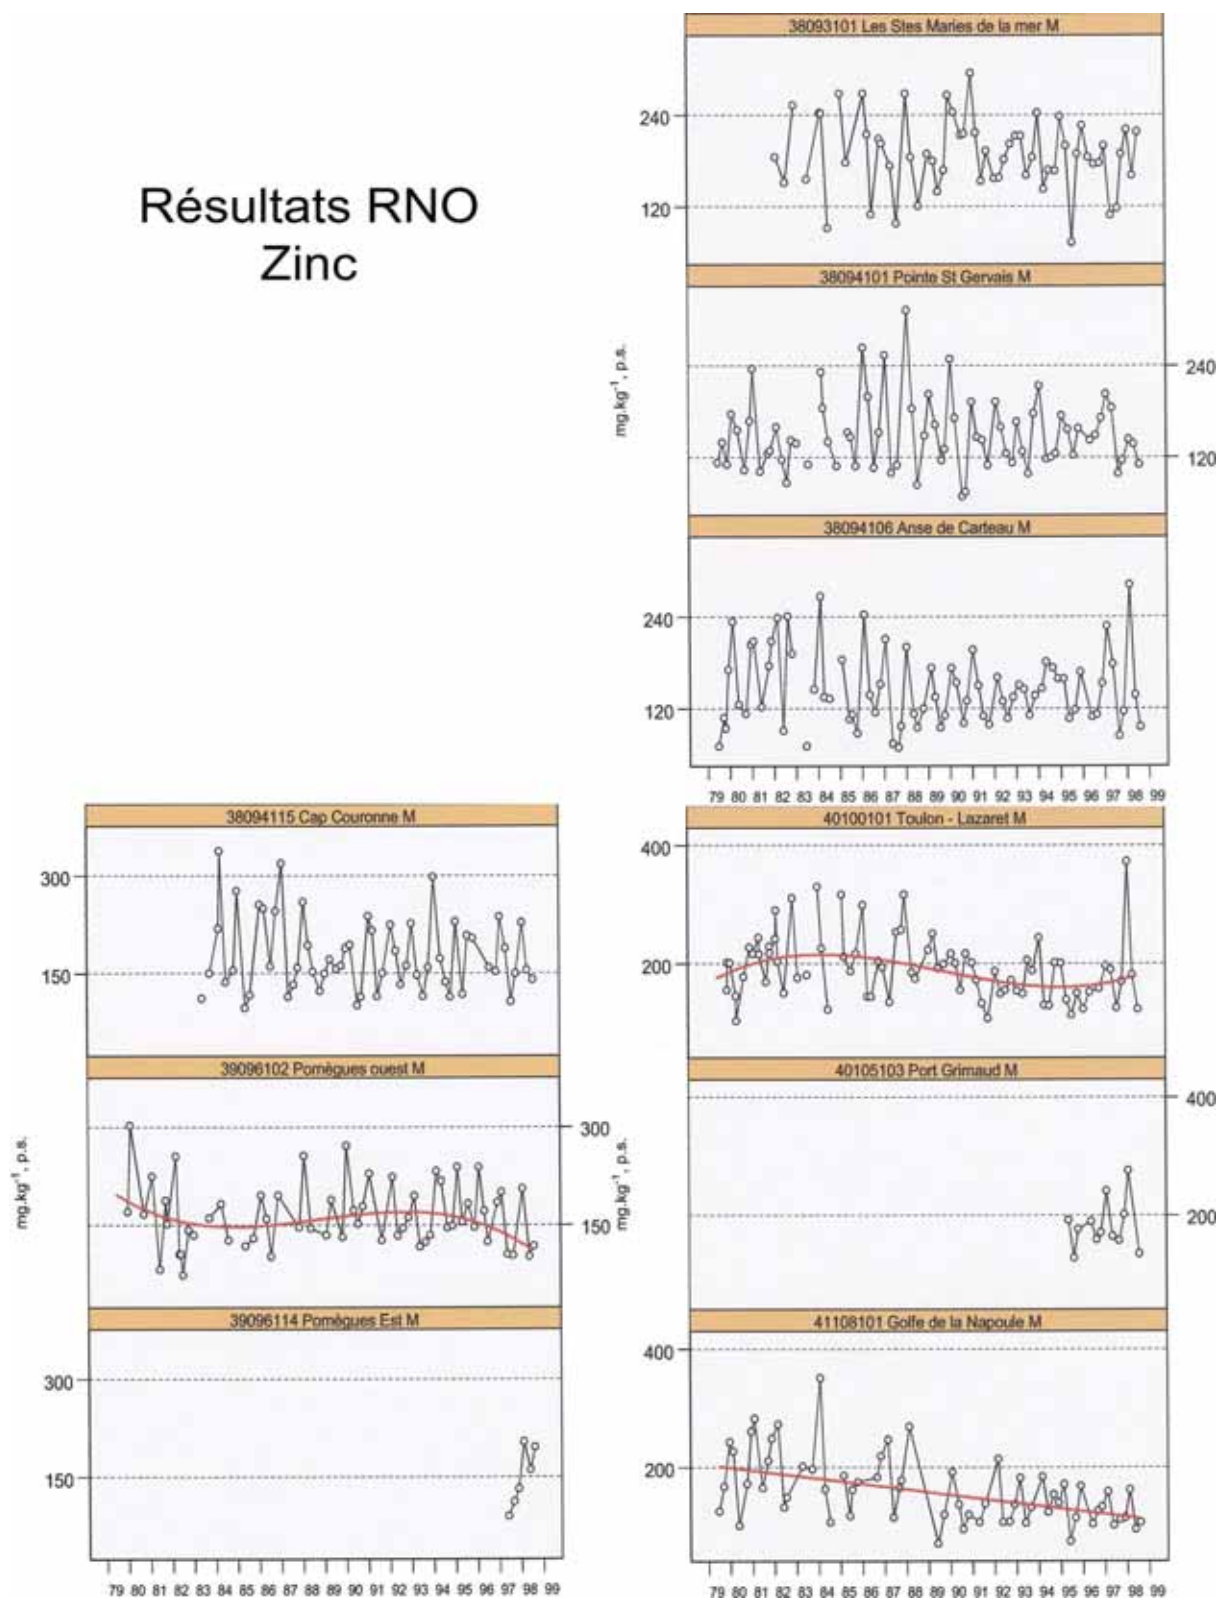 Résultats RNO
Zinc
38093101 Les Stes Maries de la mer M
240
120
38094101 Pointe St Gervais M
mg.kg⁻¹, p.s.
240
120
38094106 Anse de Carteau M
240
120
79 80 81 82 83 84 85 86 87 88 89 90 91 92 93 94 95 96 97 98 99
38094115 Cap Couronne M
300
150
39096102 Pomègues ouest M
mg.kg⁻¹, p.s.
300
150
39096114 Pomègues Est M
300
150
79 80 81 82 83 84 85 86 87 88 89 90 91 92 93 94 95 96 97 98 99
40100101 Toulon - Lazaret M
400
200
40105103 Port Grimaud M
mg.kg⁻¹, p.s.
400
200
41108101 Golfe de la Napoule M
400
200
79 80 81 82 83 84 85 86 87 88 89 90 91 92 93 94 95 96 97 98 99